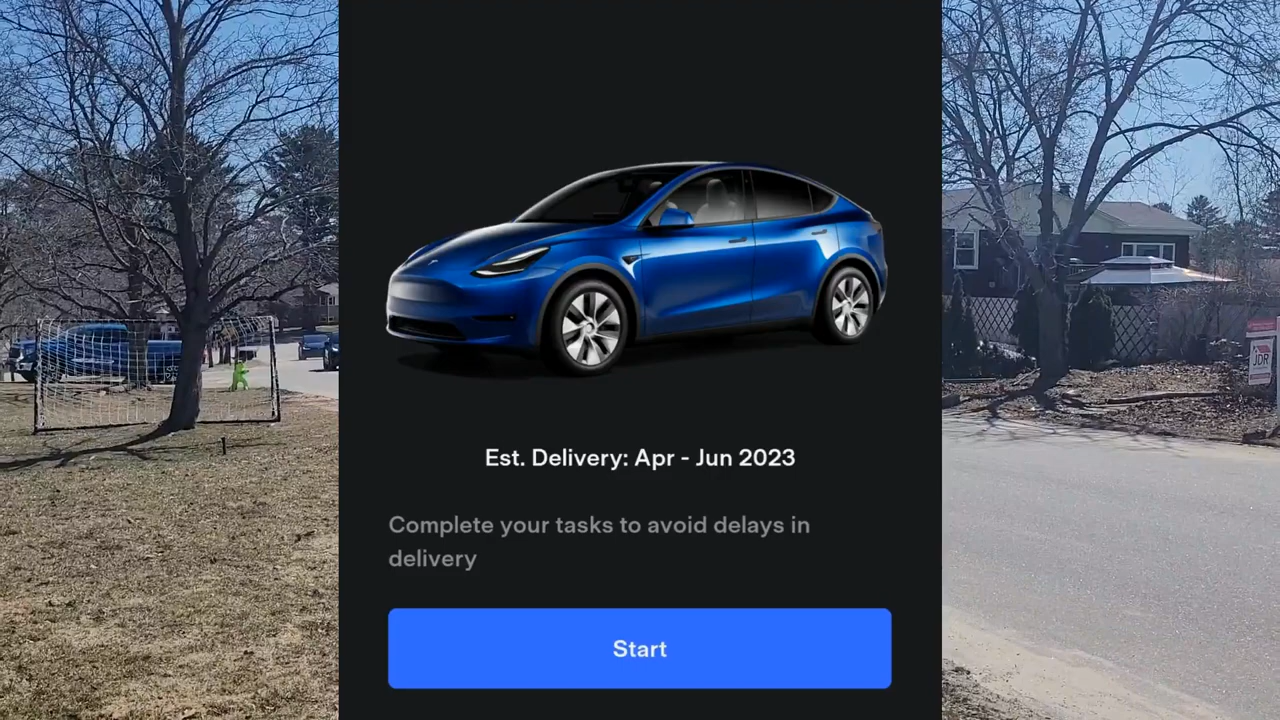 Est. Delivery: Apr - Jun 2023
Complete your tasks to avoid delays in
delivery
Start
JDR